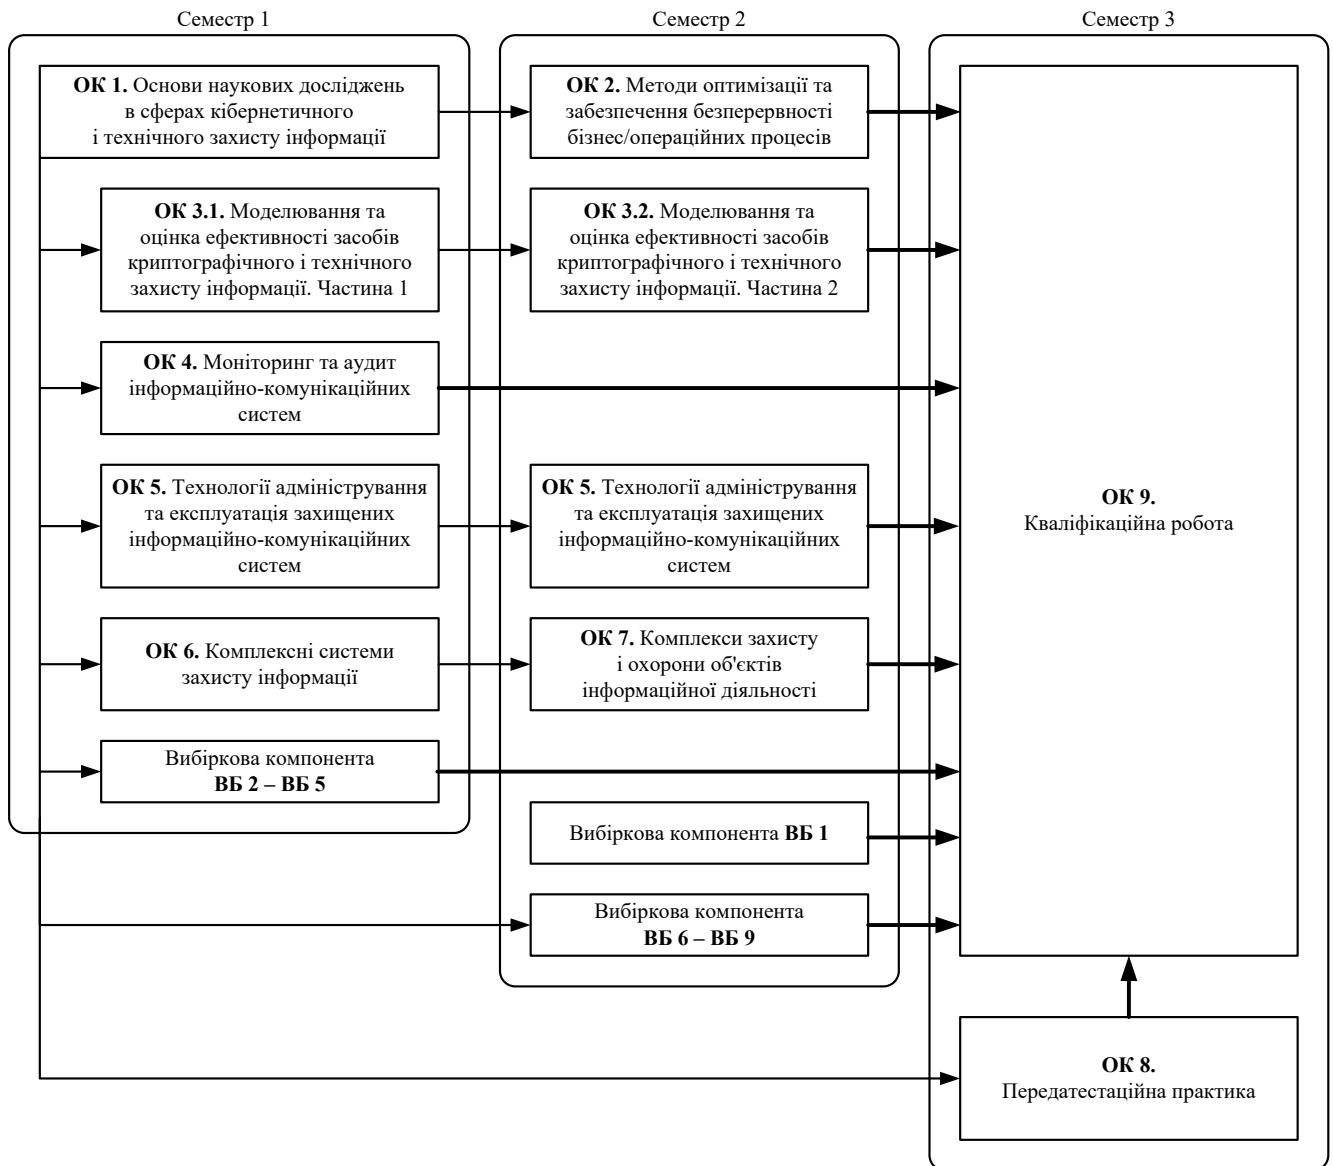 Семестр 1
Семестр 2
Семестр 3
ОК 1. Основи наукових досліджень
в сферах кібернетичного
і технічного захисту інформації
ОК 2. Методи оптимізації та
забезпечення безперервності
бізнес/операційних процесів
ОК 3.1. Моделювання та
оцінка ефективності засобів
криптографічного і технічного
захисту інформації. Частина 1
ОК 3.2. Моделювання та
оцінка ефективності засобів
криптографічного і технічного
захисту інформації. Частина 2
ОК 4. Моніторинг та аудит
інформаційно-комунікаційних
систем
ОК 5. Технології адміністрування
та експлуатація захищених
інформаційно-комунікаційних
систем
ОК 5. Технології адміністрування
та експлуатація захищених
інформаційно-комунікаційних
систем
ОК 9.
Кваліфікаційна робота
ОК 6. Комплексні системи
захисту інформації
ОК 7. Комплекси захисту
і охорони об'єктів
інформаційної діяльності
Вибіркова компонента
ВБ 2 – ВБ 5
Вибіркова компонента ВБ 1
Вибіркова компонента
ВБ 6 – ВБ 9
ОК 8.
Передатестаційна практика